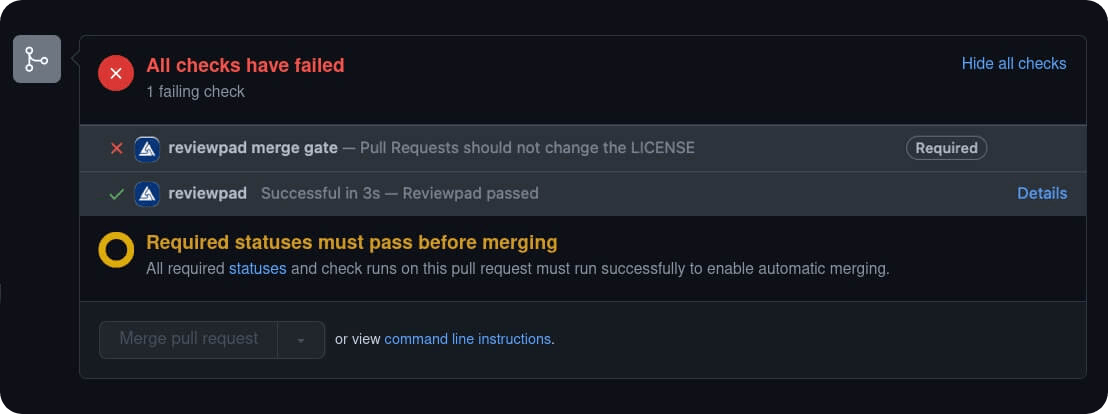 All checks have failed
Hide all checks
1 failing check
reviewpad merge gate — Pull Requests should not change the LICENSE
Required
reviewpad Successful in 3s — Reviewpad passed
Details
Required statuses must pass before merging
All required statuses and check runs on this pull request must run successfully to enable automatic merging.
Merge pull request
or view command line instructions.